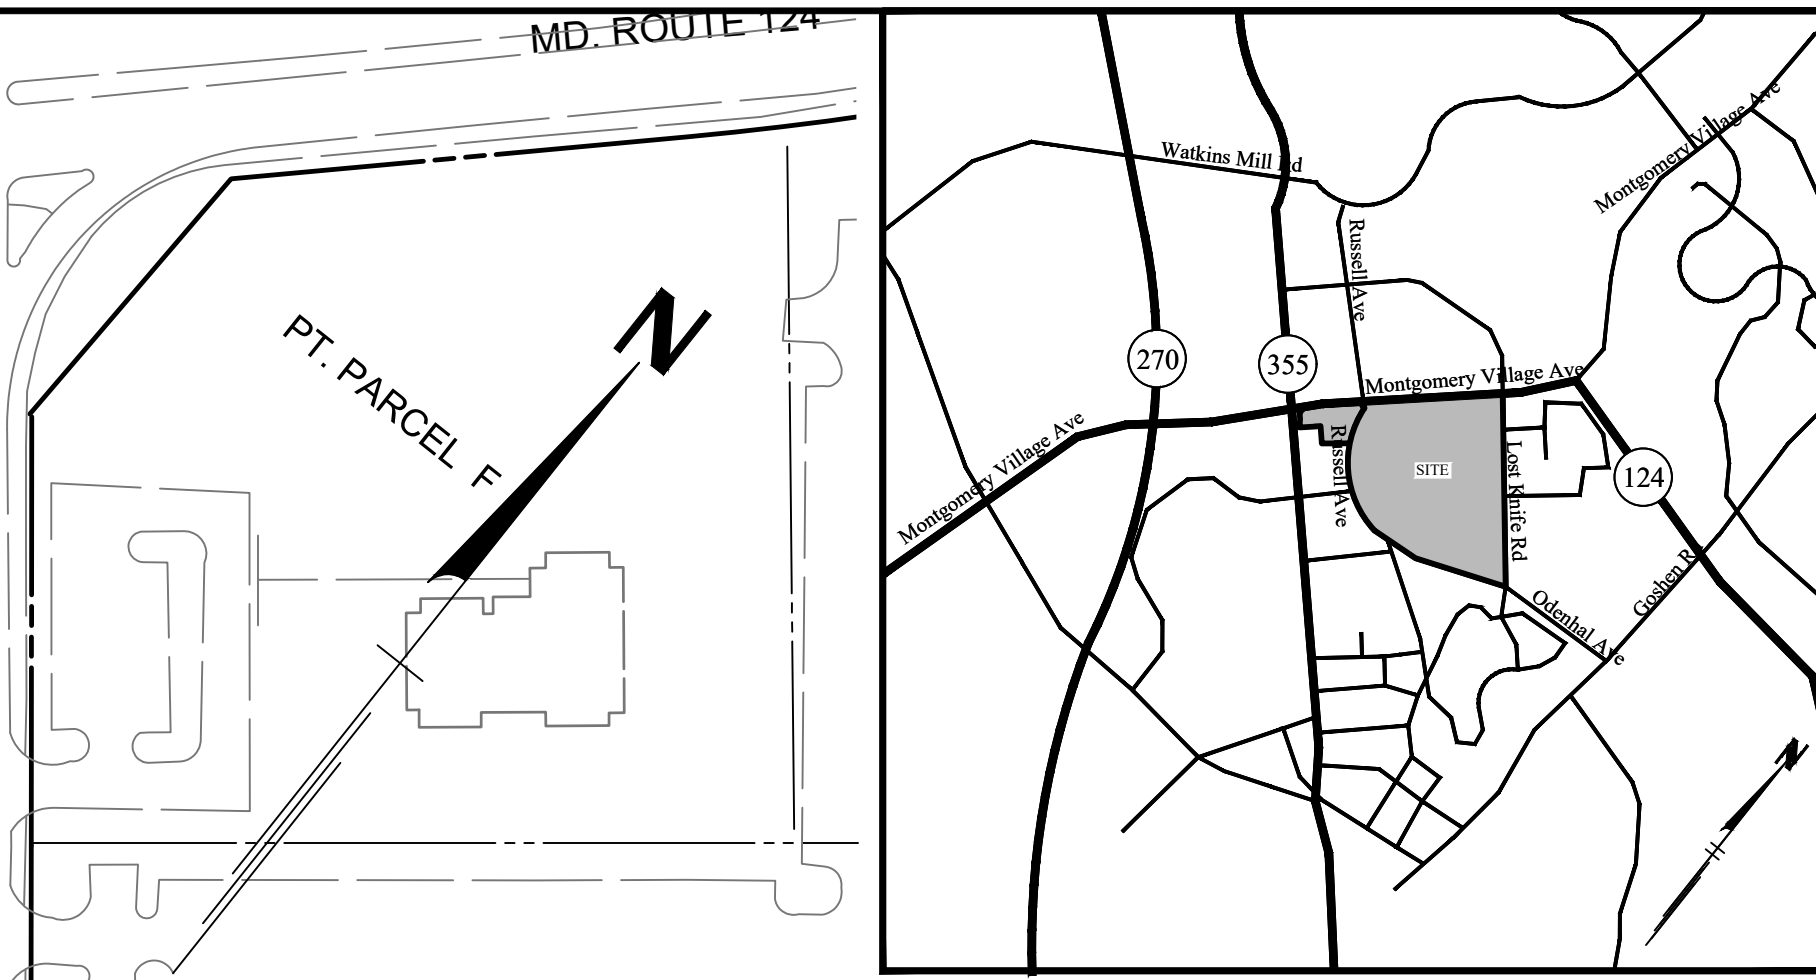 MD. ROUTE 124
PT. PARCEL F
N
Watkins Mill Rd
Montgomery Village Ave
Russell Ave
270
355
Montgomery Village Ave
Montgomery Village Ave
Russell Ave
SITE
Lost Knife Rd
124
Goshen R
Odenhal Ave
N